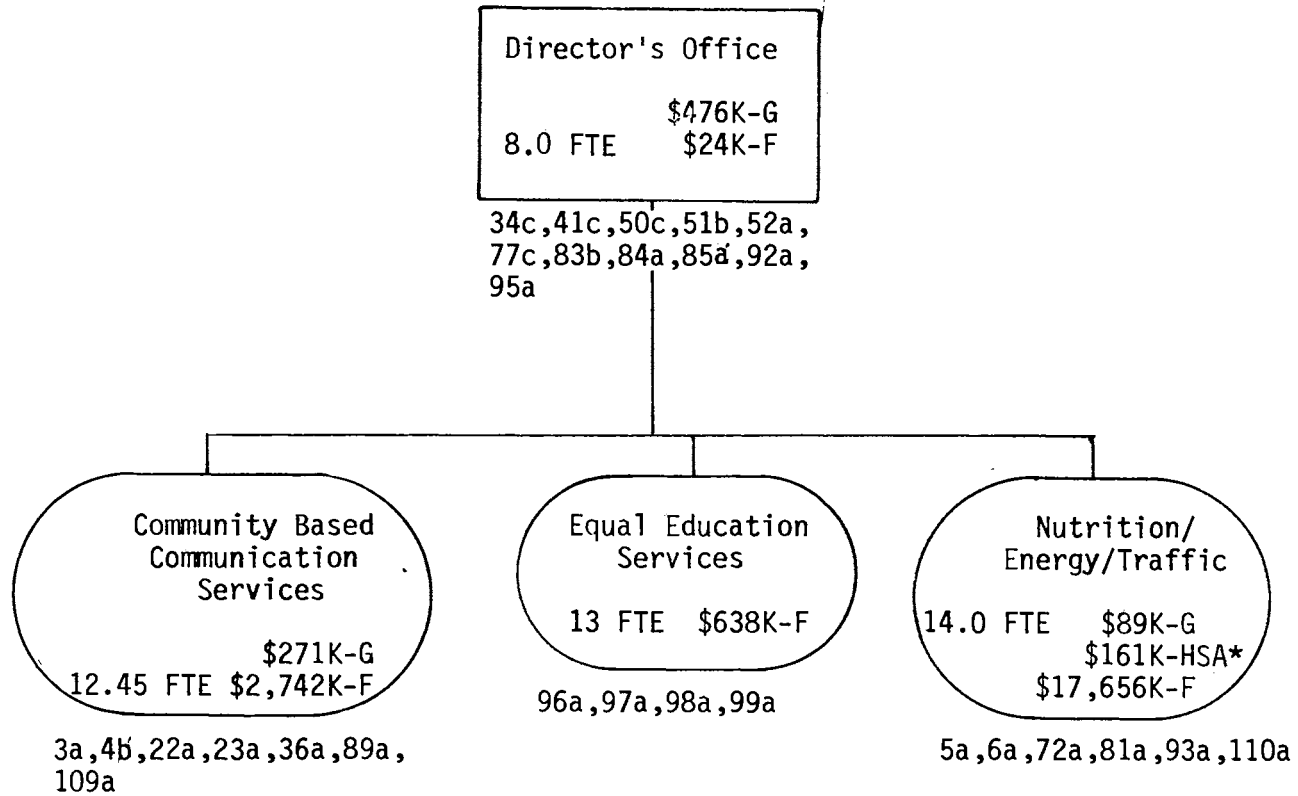 Director's Office
$476K-G
8.0 FTE $24K-F
34c,41c,50c,51b,52a,
77c,83b,84a,85a,92a,
95a
Community Based
Communication
Services
$271K-G
12.45 FTE $2,742K-F
3a,4b,22a,23a,36a,89a,
109a
Equal Education
Services
13 FTE $638K-F
96a,97a,98a,99a
Nutrition/
Energy/Traffic
14.0 FTE $89K-G
$161K-HSA*
$17,656K-F
5a,6a,72a,81a,93a,110a